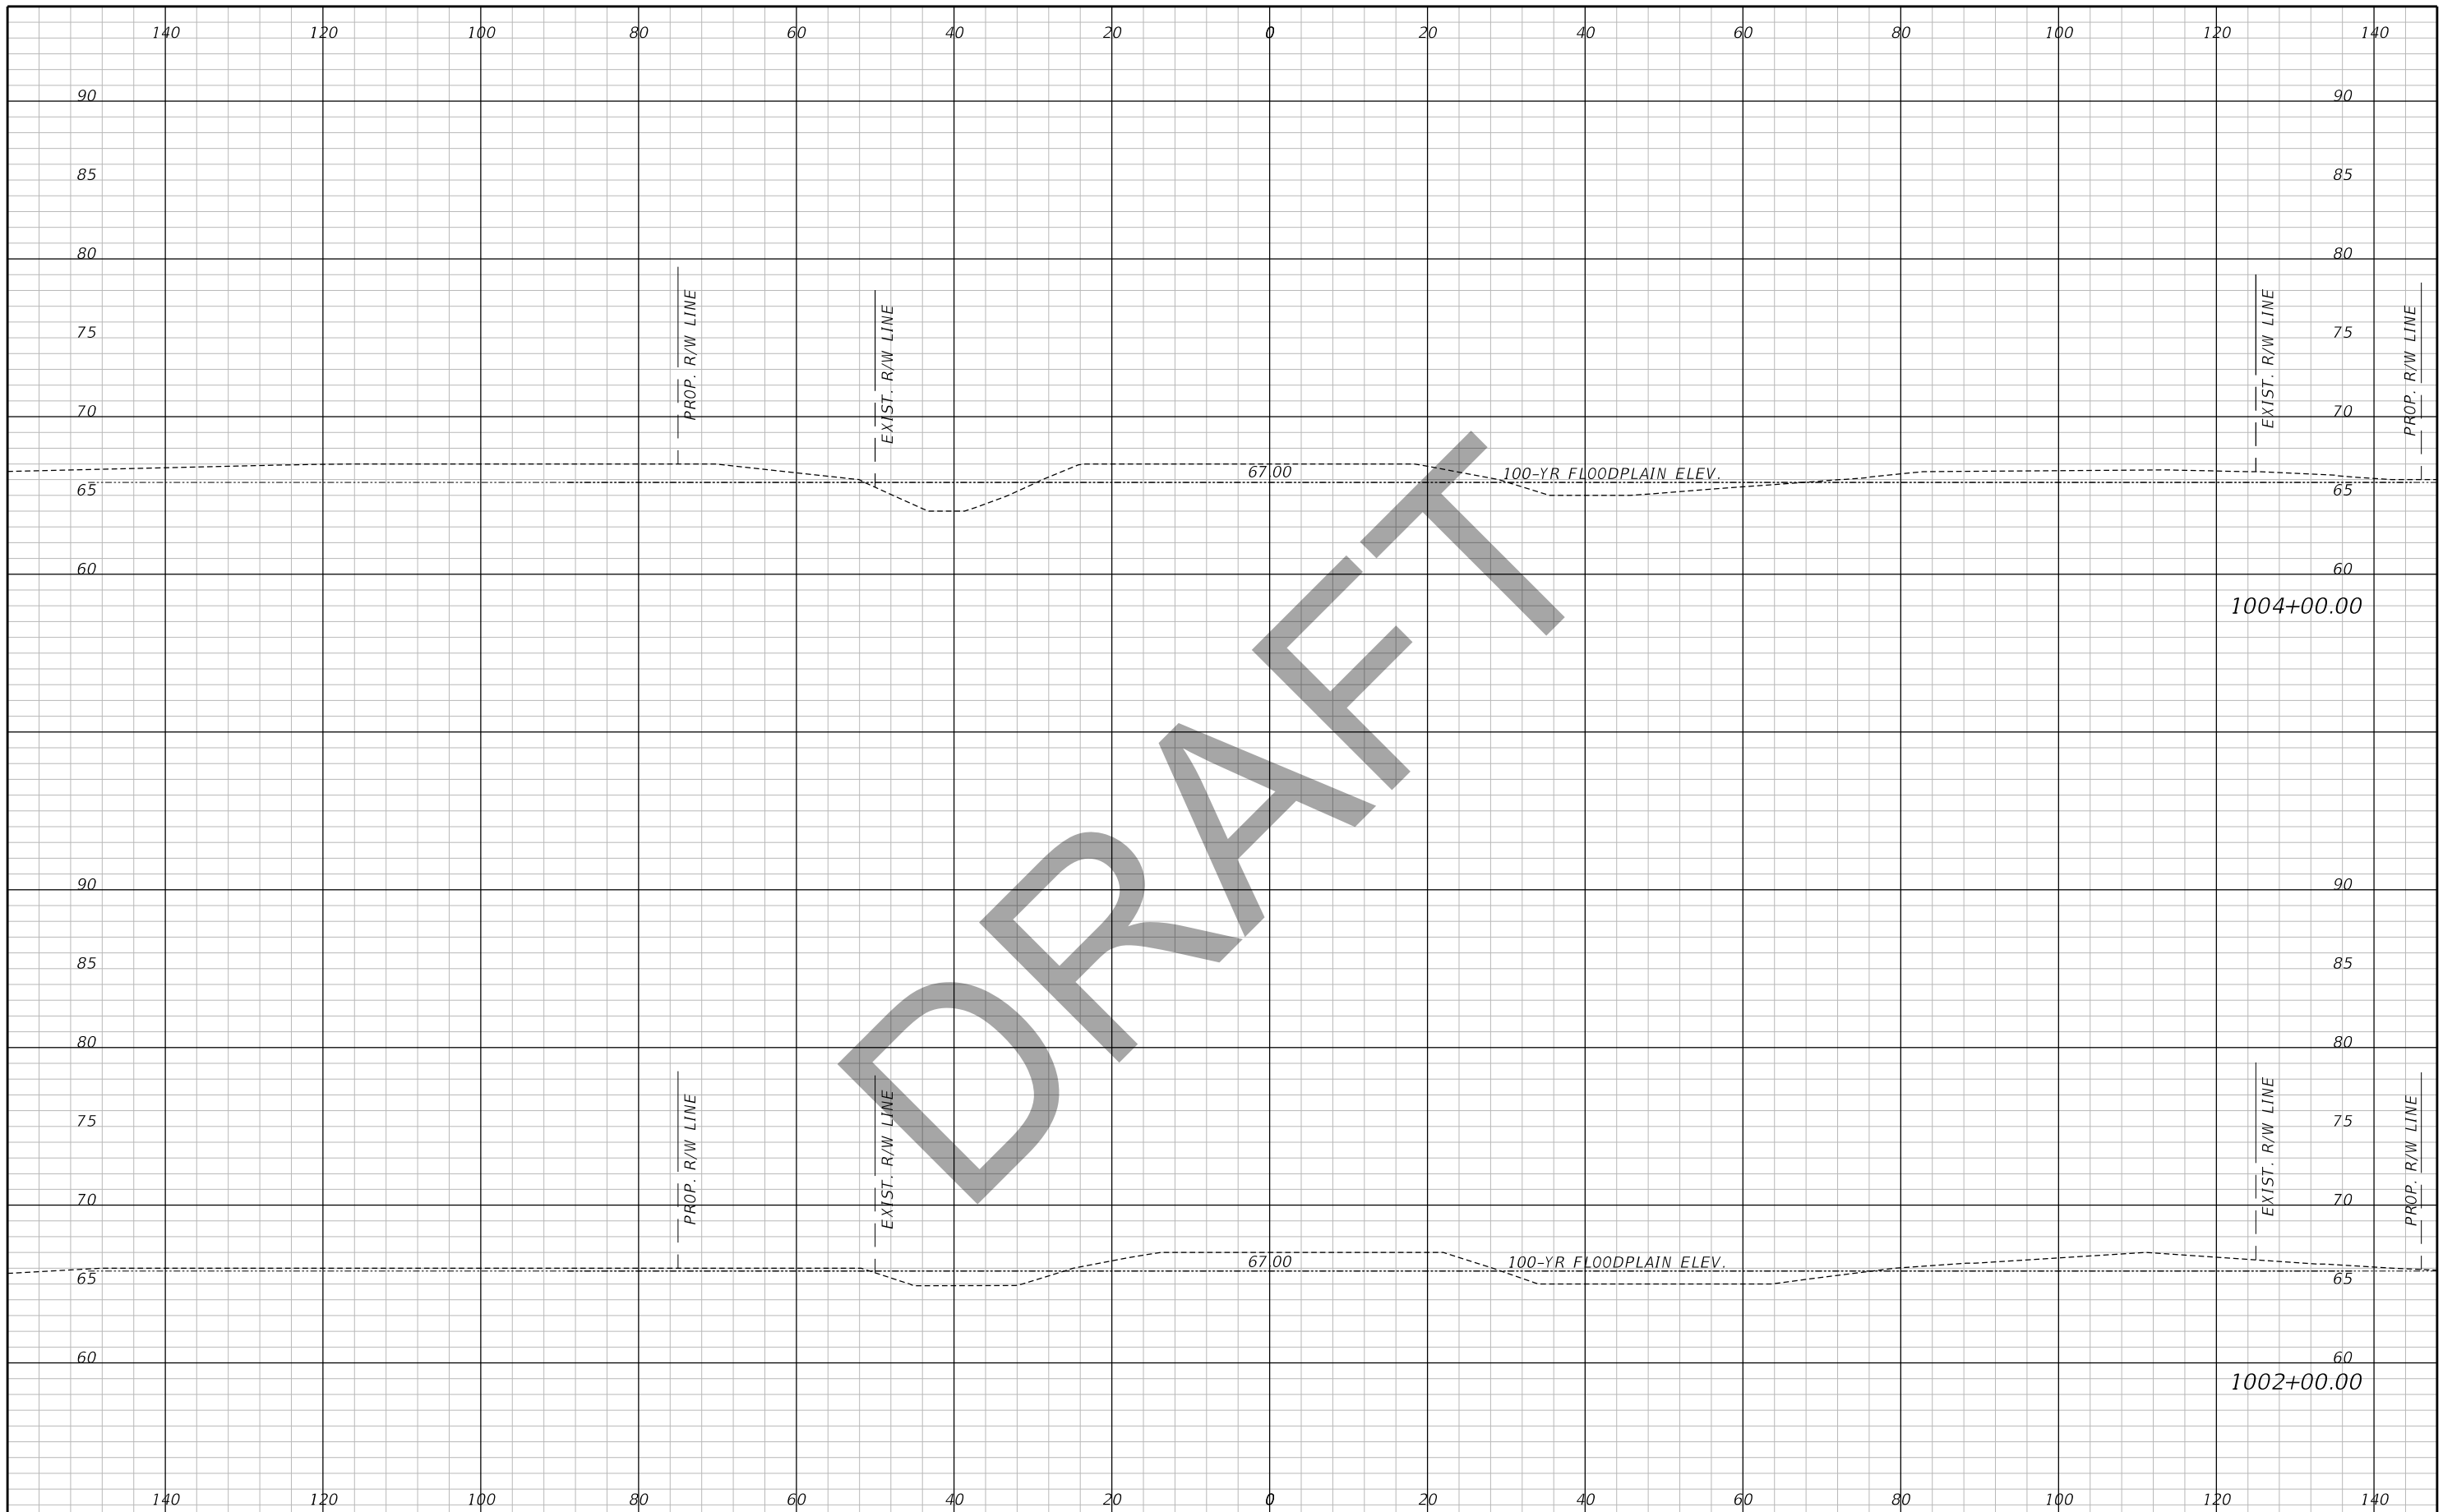 140 120 100 80 60 40 20 0 20 40 60 80 100 120 140
90 90
85 85
80 80
PROP. R/W LINE
EXIST. R/W LINE
EXIST. R/W LINE
PROP. R/W LINE
75 75
70 70
67.00
100-YR FLOODPLAIN ELEV.
65 65
60 60
1004+00.00
DRAFT
90 90
85 85
80 80
PROP. R/W LINE
EXIST. R/W LINE
EXIST. R/W LINE
PROP. R/W LINE
75 75
70 70
67.00
100-YR FLOODPLAIN ELEV.
65 65
60 60
1002+00.00
140 120 100 80 60 40 20 0 20 40 60 80 100 120 140